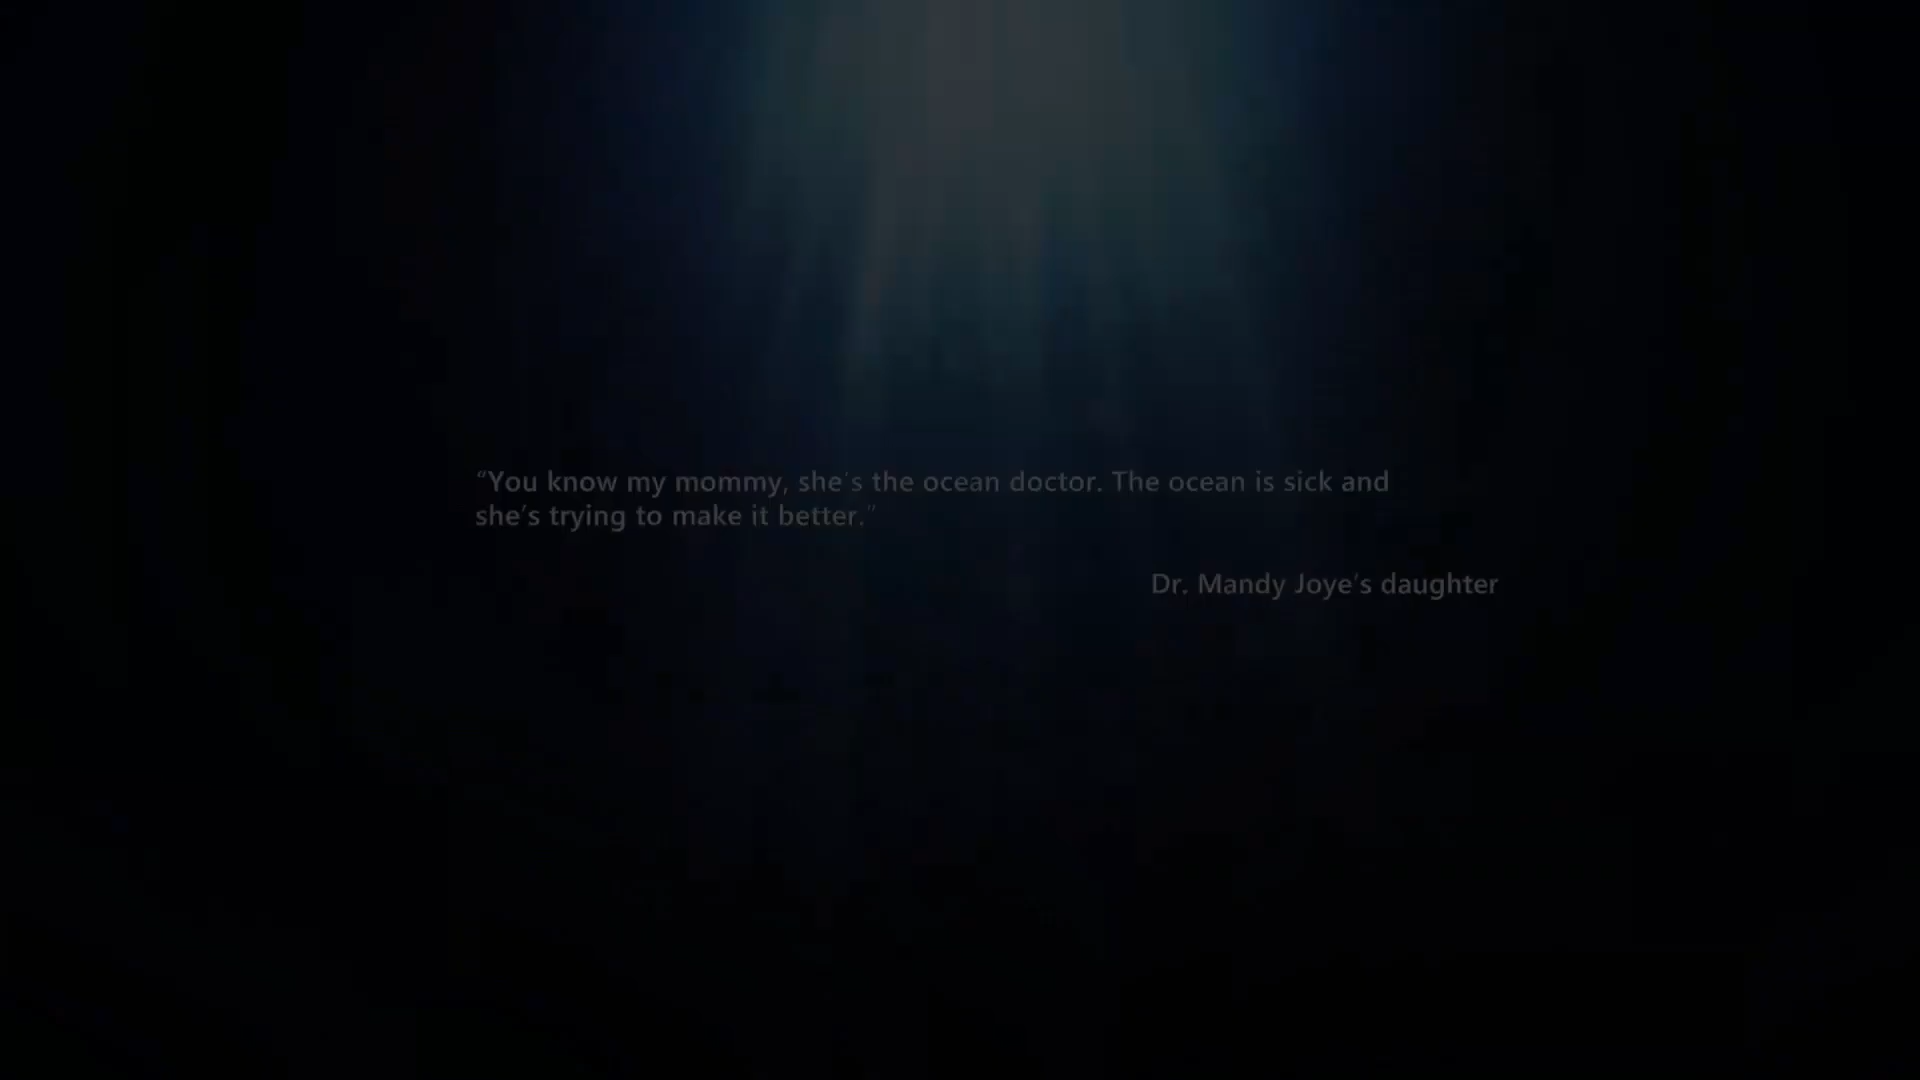 “You know my mommy, she's the ocean doctor. The ocean is sick and
she's trying to make it better.”
Dr. Mandy Joye's daughter